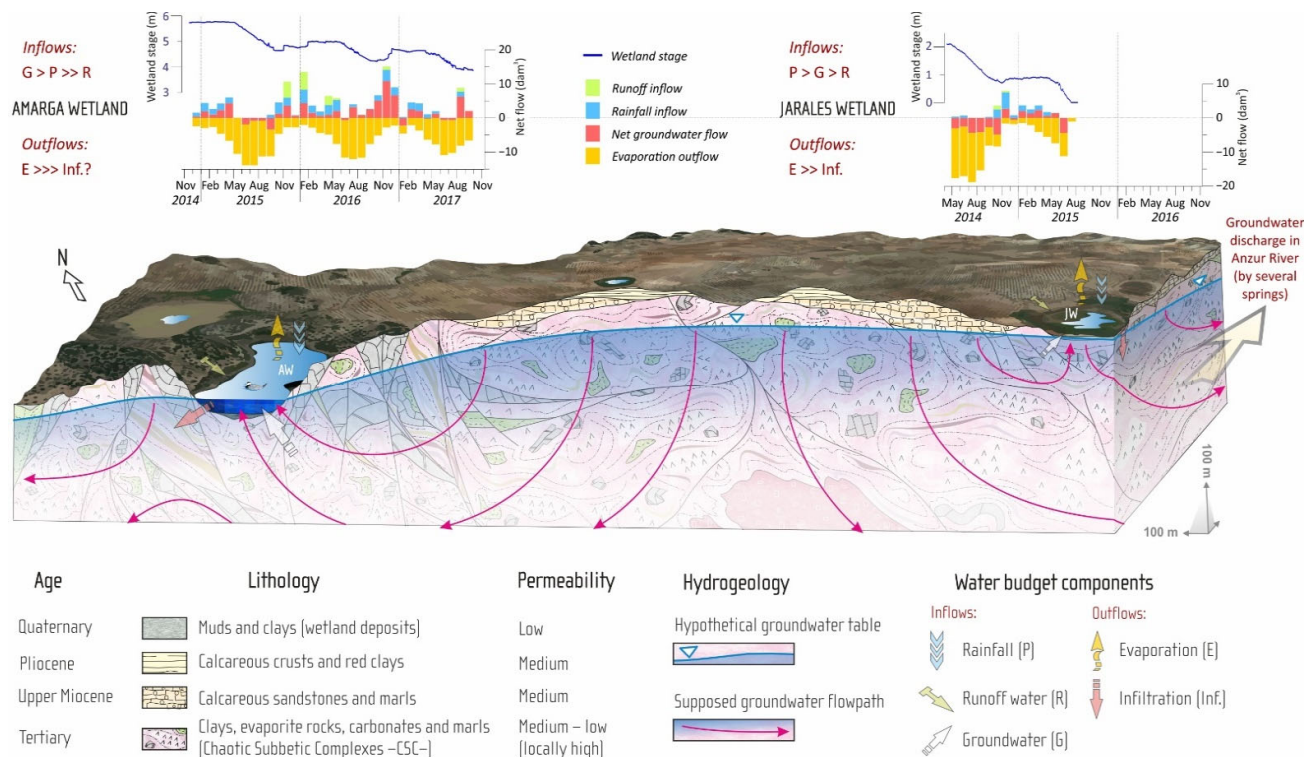 Inflows:
G > P >> R
AMARGA WETLAND
Outflows:
E >>> Inf.?
Wetland stage (m)
6
5
4
3
20
10
0
−10
Net flow (dam³)
Nov Feb May Aug Nov Feb May Aug Nov Feb May Aug Nov
2014 2015 2016 2017
Wetland stage
Runoff inflow
Rainfall inflow
Net groundwater flow
Evaporation outflow
Inflows:
P > G > R
JARALES WETLAND
Outflows:
E >> Inf.
Wetland stage (m)
2
1
0
10
0
−10
−20
Net flow (dam³)
May Aug Nov Feb May Aug Nov Feb May Aug Nov
2014 2015 2016
Groundwater
discharge in
Anzur River
(by several
springs)
N
AW
JW
100 m
100 m
Age Lithology Permeability Hydrogeology Water budget components
Quaternary Muds and clays (wetland deposits) Low
Pliocene Calcareous crusts and red clays Medium
Upper Miocene Calcareous sandstones and marls Medium
Tertiary Clays, evaporite rocks, carbonates and marls Medium – low
(Chaotic Subbetic Complexes –CSC–) (locally high)
Hypothetical groundwater table
Supposed groundwater flowpath
Inflows: Outflows:
Rainfall (P) Evaporation (E)
Runoff water (R) Infiltration (Inf.)
Groundwater (G)